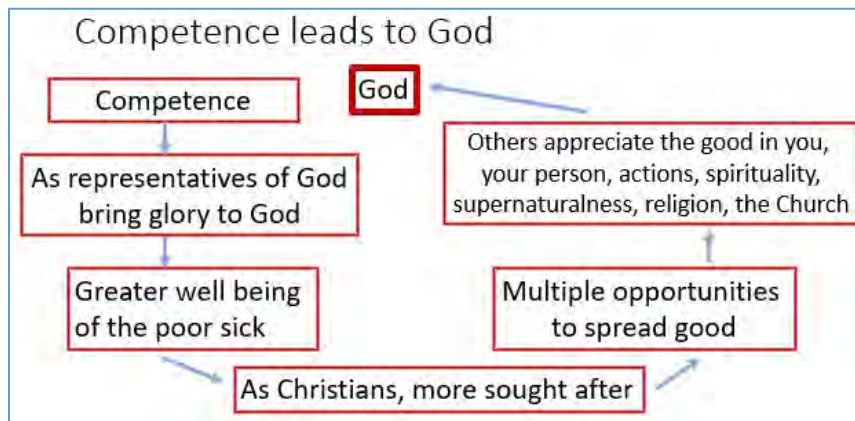 Competence leads to God
Competence
As representatives of God
bring glory to God
Greater well being
of the poor sick
As Christians, more sought after
Multiple opportunities
to spread good
Others appreciate the good in you,
your person, actions, spirituality,
supernaturalness, religion, the Church
God